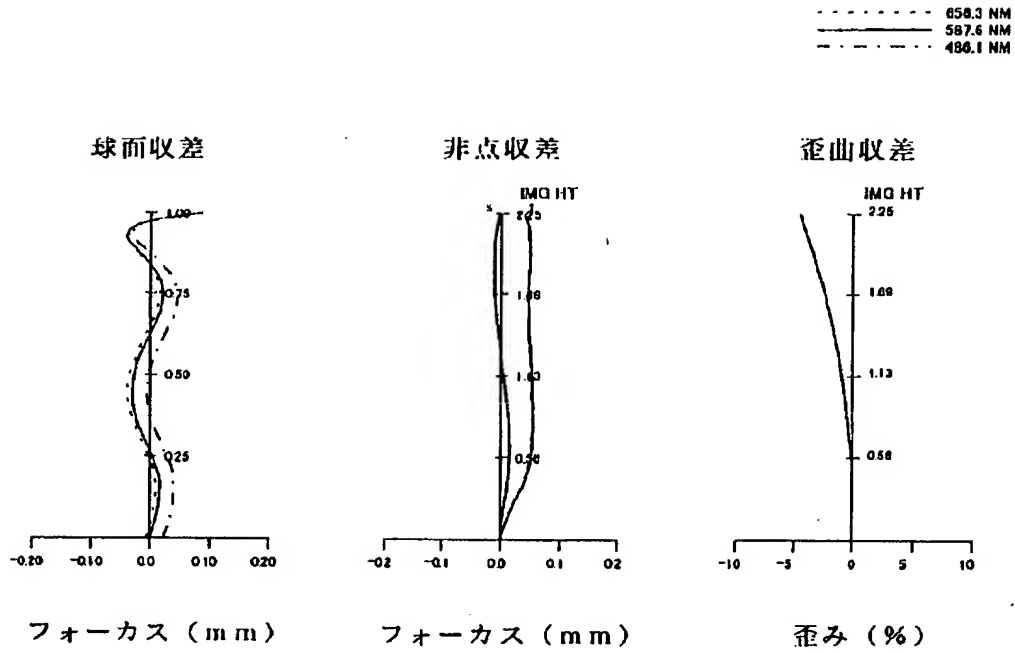 656.3 NM
587.6 NM
486.1 NM
球面収差
非点収差
歪曲収差
IMG HT
IMG HT
1.00
0.75
0.50
0.25
-0.20 -0.10 0.0 0.10 0.20
S T
2.25
1.69
1.13
0.56
-0.2 -0.1 0.0 0.1 0.2
2.25
1.69
1.13
0.56
-10 -5 0 5 10
フォーカス (mm)
フォーカス (mm)
歪み (%)